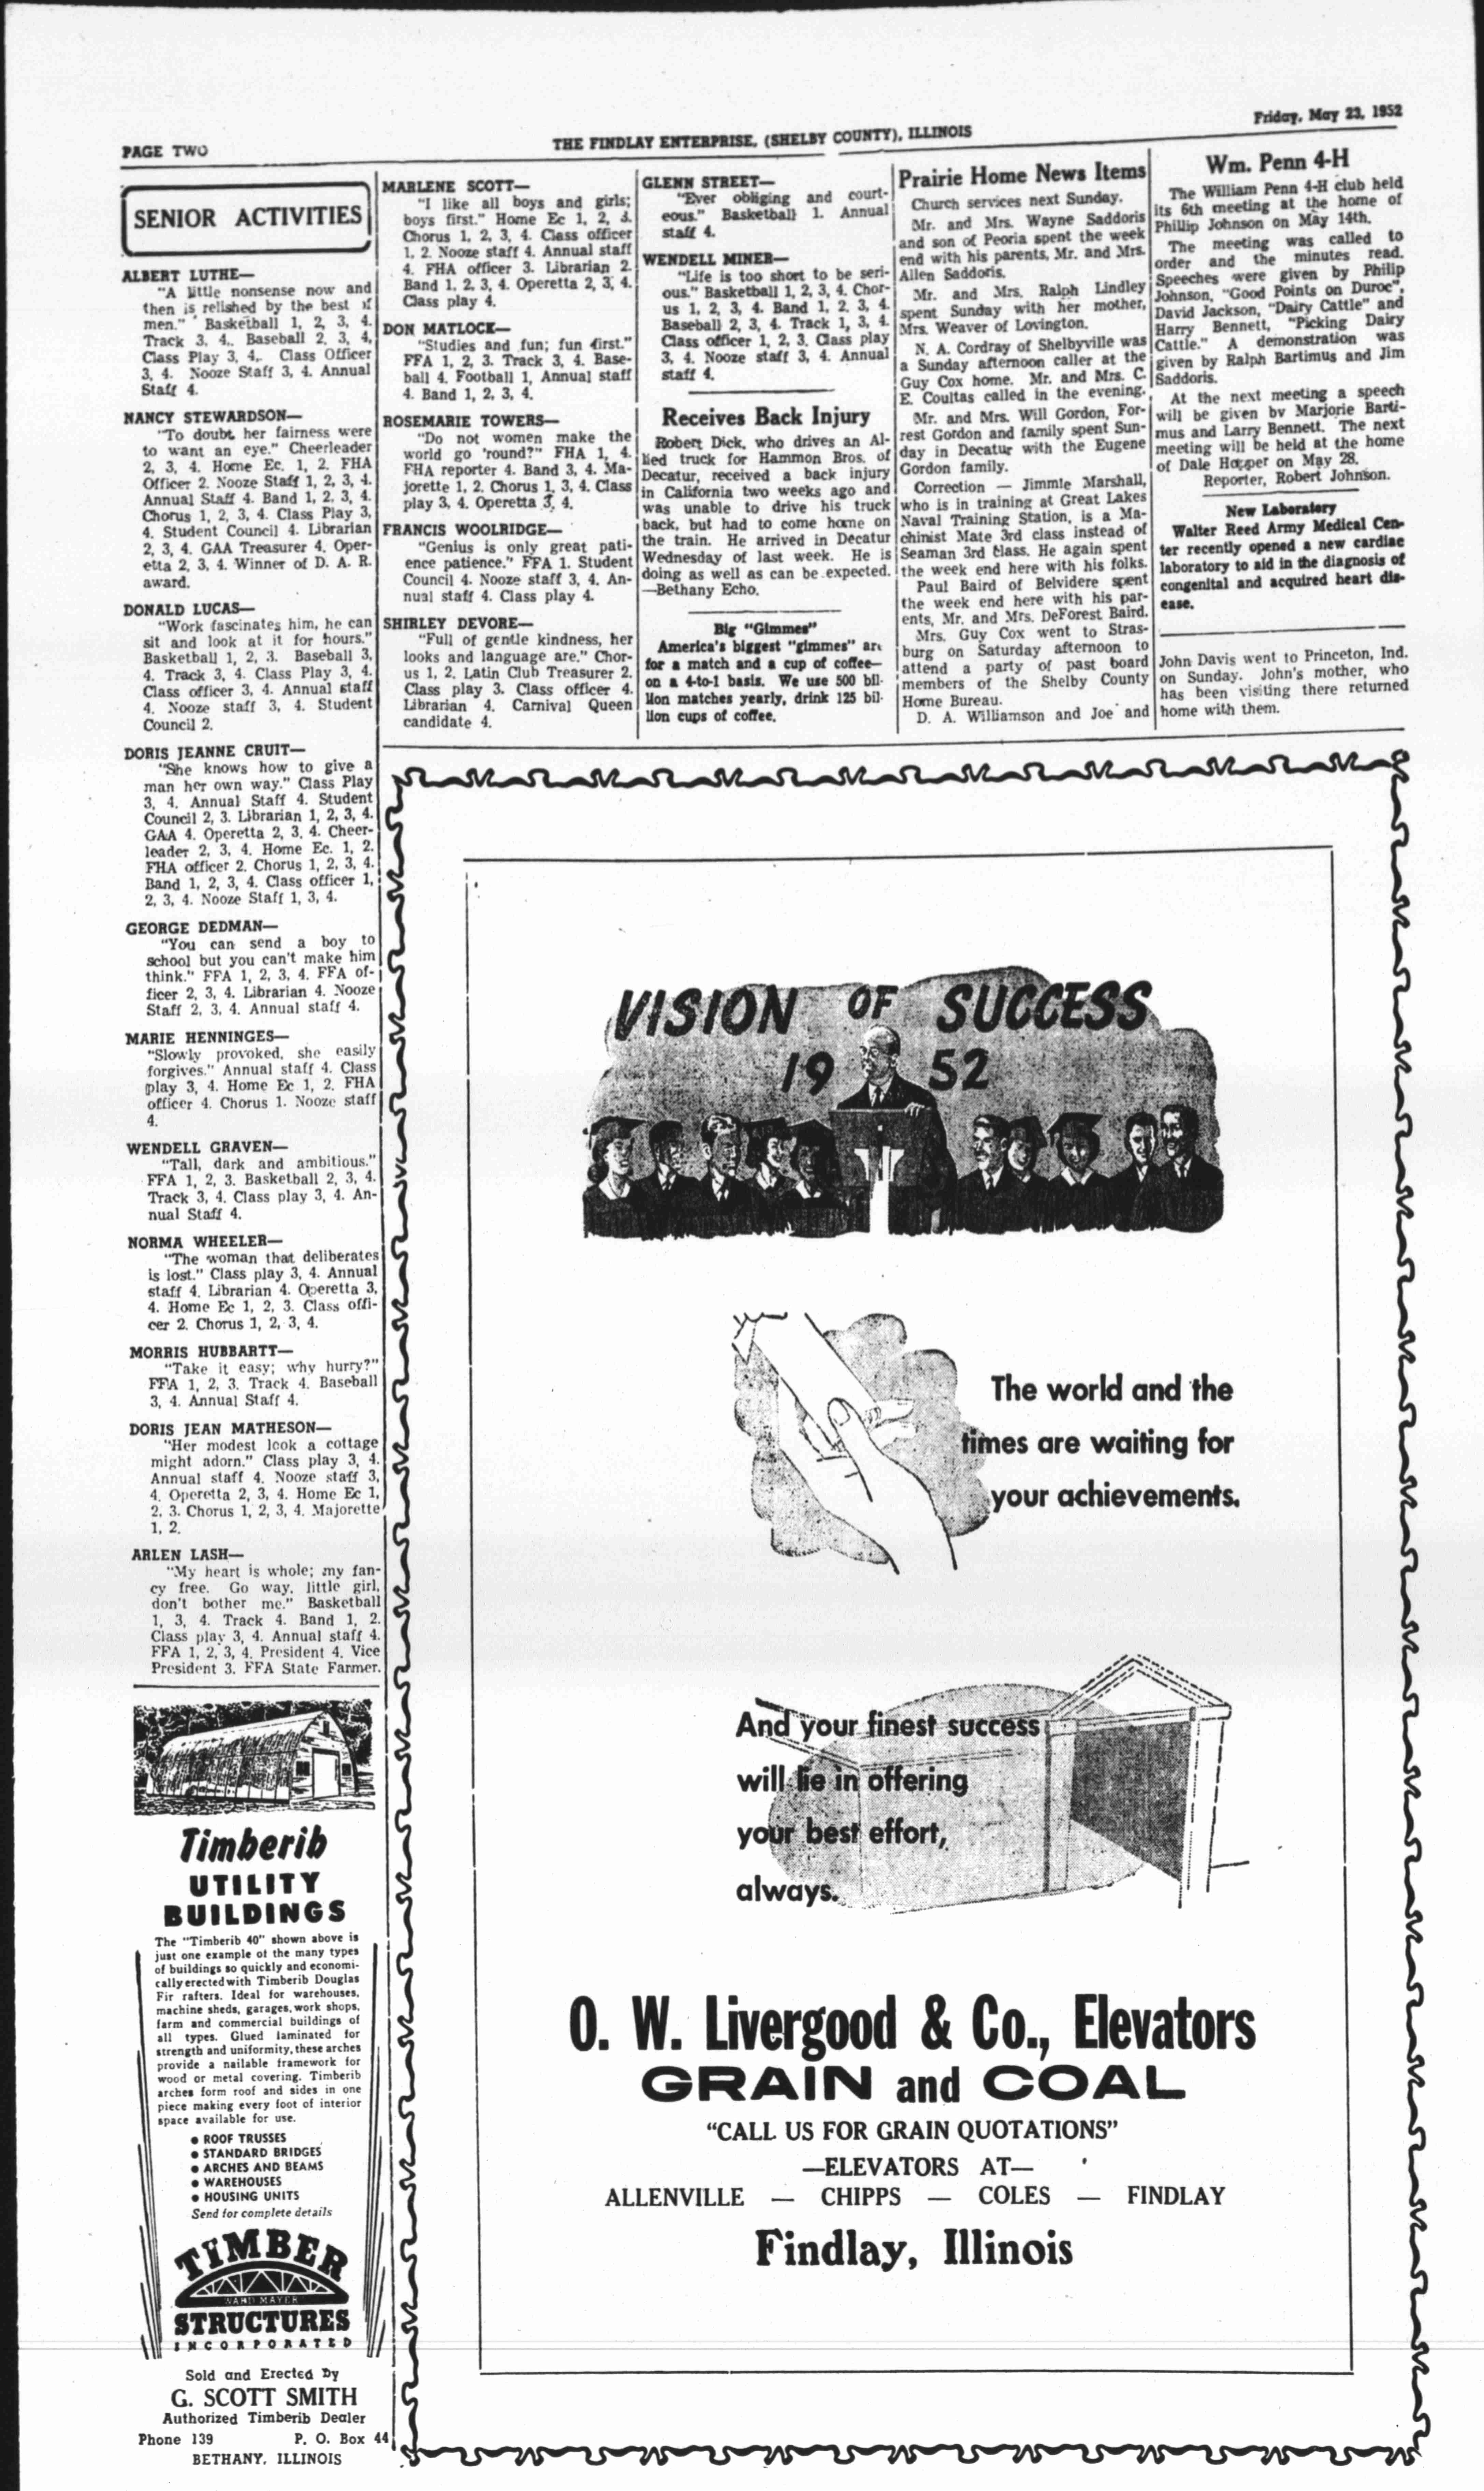 PAGE TWO
THE FINDLAY ENTERPRISE, (SHELBY COUNTY), ILLINOIS
Friday, May 23, 1952
SENIOR ACTIVITIES
ALBERT LUTHE—
"A little nonsense now and
then is relished by the best of
men." Basketball 1, 2, 3, 4.
Track 3, 4,. Baseball 2, 3, 4,
Class Play 3, 4,. Class Officer
3, 4. Nooze Staff 3, 4. Annual
Staff 4.
NANCY STEWARDSON—
"To doubt her fairness were
to want an eye." Cheerleader
2, 3, 4. Home Ec. 1, 2. FHA
Officer 2. Nooze Staff 1, 2, 3, 4.
Annual Staff 4. Band 1, 2, 3, 4.
Chorus 1, 2, 3, 4. Class Play 3,
4. Student Council 4. Librarian
2, 3, 4. GAA Treasurer 4. Oper-
etta 2, 3, 4. Winner of D. A. R.
award.
DONALD LUCAS—
"Work fascinates him, he can
sit and look at it for hours."
Basketball 1, 2, 3. Baseball 3,
4. Track 3, 4. Class Play 3, 4.
Class officer 3, 4. Annual staff
4. Nooze staff 3, 4. Student
Council 2.
DORIS JEANNE CRUIT—
"She knows how to give a
man her own way." Class Play
3, 4. Annual Staff 4. Student
Council 2, 3. Librarian 1, 2, 3, 4.
GAA 4. Operetta 2, 3, 4. Cheer-
leader 2, 3, 4. Home Ec. 1, 2.
FHA officer 2. Chorus 1, 2, 3, 4.
Band 1, 2, 3, 4. Class officer 1,
2, 3, 4. Nooze Staff 1, 3, 4.
GEORGE DEDMAN—
"You can send a boy to
school but you can't make him
think." FFA 1, 2, 3, 4. FFA of-
ficer 2, 3, 4. Librarian 4. Nooze
Staff 2, 3, 4. Annual staff 4.
MARIE HENNINGES—
"Slowly provoked, she easily
forgives." Annual staff 4. Class
play 3, 4. Home Ec 1, 2. FHA
officer 4. Chorus 1. Nooze staff
4.
WENDELL GRAVEN—
"Tall, dark and ambitious."
FFA 1, 2, 3. Basketball 2, 3, 4.
Track 3, 4. Class play 3, 4. An-
nual Staff 4.
NORMA WHEELER—
"The woman that deliberates
is lost." Class play 3, 4. Annual
staff 4. Librarian 4. Operetta 3,
4. Home Ec 1, 2, 3. Class offi-
cer 2. Chorus 1, 2, 3, 4.
MORRIS HUBBARTT—
"Take it easy; why hurry?"
FFA 1, 2, 3. Track 4. Baseball
3, 4. Annual Staff 4.
DORIS JEAN MATHESON—
"Her modest look a cottage
might adorn." Class play 3, 4.
Annual staff 4. Nooze staff 3,
4. Operetta 2, 3, 4. Home Ec 1,
2, 3. Chorus 1, 2, 3, 4. Majorette
1, 2.
ARLEN LASH—
"My heart is whole; my fan-
cy free. Go way, little girl,
don't bother me." Basketball
1, 3, 4. Track 4. Band 1, 2.
Class play 3, 4. Annual staff 4.
FFA 1, 2, 3, 4. President 4. Vice
President 3. FFA State Farmer.
Timberib
UTILITY
BUILDINGS
The "Timberib 40" shown above is
just one example of the many types
of buildings so quickly and economi-
cally erected with Timberib Douglas
Fir rafters. Ideal for warehouses,
machine sheds, garages, work shops,
farm and commercial buildings of
all types. Glued laminated for
strength and uniformity, these arches
provide a nailable framework for
wood or metal covering. Timberib
arches form roof and sides in one
piece making every foot of interior
space available for use.
• ROOF TRUSSES
• STANDARD BRIDGES
• ARCHES AND BEAMS
• WAREHOUSES
• HOUSING UNITS
Send for complete details
TIMBER
WARD MAYER
STRUCTURES
INCORPORATED
Sold and Erected by
G. SCOTT SMITH
Authorized Timberib Dealer
Phone 139 P. O. Box 44
BETHANY, ILLINOIS
MARLENE SCOTT—
"I like all boys and girls;
boys first." Home Ec 1, 2, 3.
Chorus 1, 2, 3, 4. Class officer
1, 2. Nooze staff 4. Annual staff
4. FHA officer 3. Librarian 2.
Band 1, 2, 3, 4. Operetta 2, 3, 4.
Class play 4.
DON MATLOCK—
"Studies and fun; fun first."
FFA 1, 2, 3. Track 3, 4. Base-
ball 4. Football 1, Annual staff
4. Band 1, 2, 3, 4.
ROSEMARIE TOWERS—
"Do not women make the
world go 'round?" FHA 1, 4.
FHA reporter 4. Band 3, 4. Ma-
jorette 1, 2. Chorus 1, 3, 4. Class
play 3, 4. Operetta 3, 4.
FRANCIS WOOLRIDGE—
"Genius is only great pati-
ence patience." FFA 1. Student
Council 4. Nooze staff 3, 4. An-
nual staff 4. Class play 4.
SHIRLEY DEVORE—
"Full of gentle kindness, her
looks and language are." Chor-
us 1, 2. Latin Club Treasurer 2.
Class play 3. Class officer 4.
Librarian 4. Carnival Queen
candidate 4.
GLENN STREET—
"Ever obliging and court-
eous." Basketball 1. Annual
staff 4.
WENDELL MINER—
"Life is too short to be seri-
ous." Basketball 1, 2, 3, 4. Chor-
us 1, 2, 3, 4. Band 1, 2, 3, 4.
Baseball 2, 3, 4. Track 1, 3, 4.
Class officer 1, 2, 3. Class play
3, 4. Nooze staff 3, 4. Annual
staff 4.
Receives Back Injury
Robert Dick, who drives an Al-
lied truck for Hammon Bros. of
Decatur, received a back injury
in California two weeks ago and
was unable to drive his truck
back, but had to come home on
the train. He arrived in Decatur
Wednesday of last week. He is
doing as well as can be expected.
—Bethany Echo.
Big "Gimmes"
America's biggest "gimmes" are
for a match and a cup of coffee—
on a 4-to-1 basis. We use 500 bil-
lion matches yearly, drink 125 bil-
lion cups of coffee.
Prairie Home News Items
Church services next Sunday.
Mr. and Mrs. Wayne Saddoris
and son of Peoria spent the week
end with his parents, Mr. and Mrs.
Allen Saddoris.
Mr. and Mrs. Ralph Lindley
spent Sunday with her mother,
Mrs. Weaver of Lovington.
N. A. Cordray of Shelbyville was
a Sunday afternoon caller at the
Guy Cox home. Mr. and Mrs. C.
E. Coultas called in the evening.
Mr. and Mrs. Will Gordon, For-
rest Gordon and family spent Sun-
day in Decatur with the Eugene
Gordon family.
Correction — Jimmie Marshall,
who is in training at Great Lakes
Naval Training Station, is a Ma-
chinist Mate 3rd class instead of
Seaman 3rd class. He again spent
the week end here with his folks.
Paul Baird of Belvidere spent
the week end here with his par-
ents, Mr. and Mrs. DeForest Baird.
Mrs. Guy Cox went to Stras-
burg on Saturday afternoon to
attend a party of past board
members of the Shelby County
Home Bureau.
D. A. Williamson and Joe and
Wm. Penn 4-H
The William Penn 4-H club held
its 6th meeting at the home of
Phillip Johnson on May 14th.
The meeting was called to
order and the minutes read.
Speeches were given by Philip
Johnson, "Good Points on Duroc",
David Jackson, "Dairy Cattle" and
Harry Bennett, "Picking Dairy
Cattle." A demonstration was
given by Ralph Bartimus and Jim
Saddoris.
At the next meeting a speech
will be given by Marjorie Barti-
mus and Larry Bennett. The next
meeting will be held at the home
of Dale Hopper on May 28.
Reporter, Robert Johnson.
New Laboratory
Walter Reed Army Medical Cen-
ter recently opened a new cardiac
laboratory to aid in the diagnosis of
congenital and acquired heart dis-
ease.
John Davis went to Princeton, Ind.
on Sunday. John's mother, who
has been visiting there returned
home with them.
VISION OF SUCCESS
1952
The world and the
times are waiting for
your achievements.
And your finest success
will lie in offering
your best effort,
always.
O. W. Livergood & Co., Elevators
GRAIN and COAL
"CALL US FOR GRAIN QUOTATIONS"
—ELEVATORS AT—
ALLENVILLE — CHIPPS — COLES — FINDLAY
Findlay, Illinois